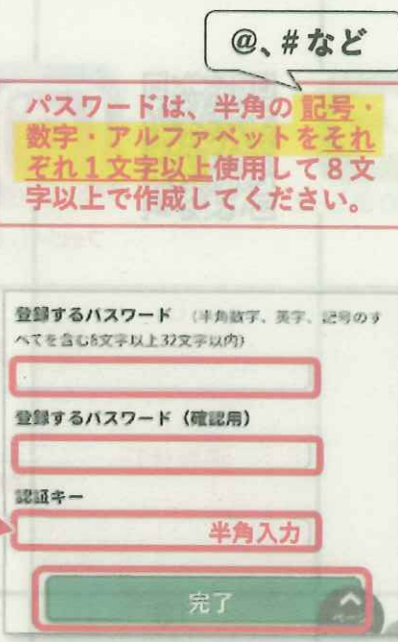 @、#など
パスワードは、半角の記号・
数字・アルファベットをそれ
ぞれ1文字以上使用して8文
字以上で作成してください。
登録するパスワード（半角数字、英字、記号のす
べてを含む8文字以上32文字以内)
登録するパスワード（確認用）
認証キー
半角入力
完了